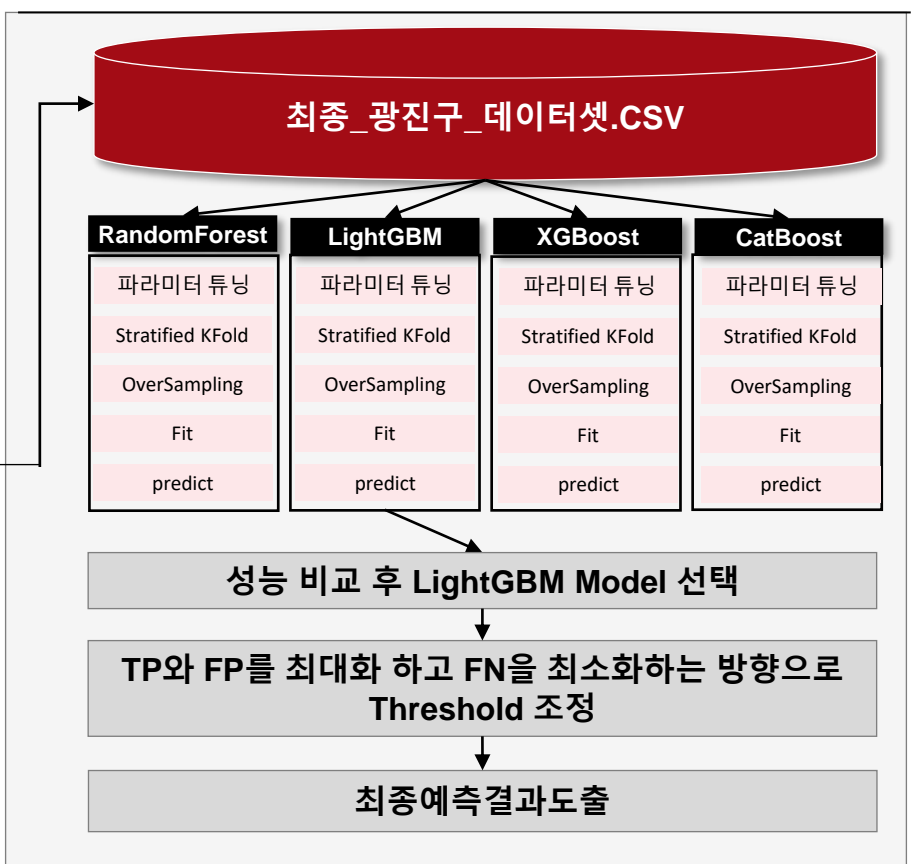 최종_광진구_데이터셋.CSV
RandomForest
파라미터 튜닝
Stratified KFold
OverSampling
Fit
predict
LightGBM
파라미터 튜닝
Stratified KFold
OverSampling
Fit
predict
XGBoost
파라미터 튜닝
Stratified KFold
OverSampling
Fit
predict
CatBoost
파라미터 튜닝
Stratified KFold
OverSampling
Fit
predict
성능 비교 후 LightGBM Model 선택
TP와 FP를 최대화 하고 FN을 최소화하는 방향으로
Threshold 조정
최종예측결과도출